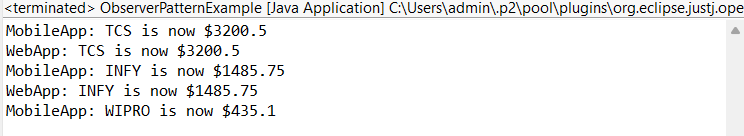 <terminated> ObserverPatternExample [Java Application] C:\Users\admin\.p2\pool\plugins\org.eclipse.justj.ope
MobileApp: TCS is now $3200.5
WebApp: TCS is now $3200.5
MobileApp: INFY is now $1485.75
WebApp: INFY is now $1485.75
MobileApp: WIPRO is now $435.1